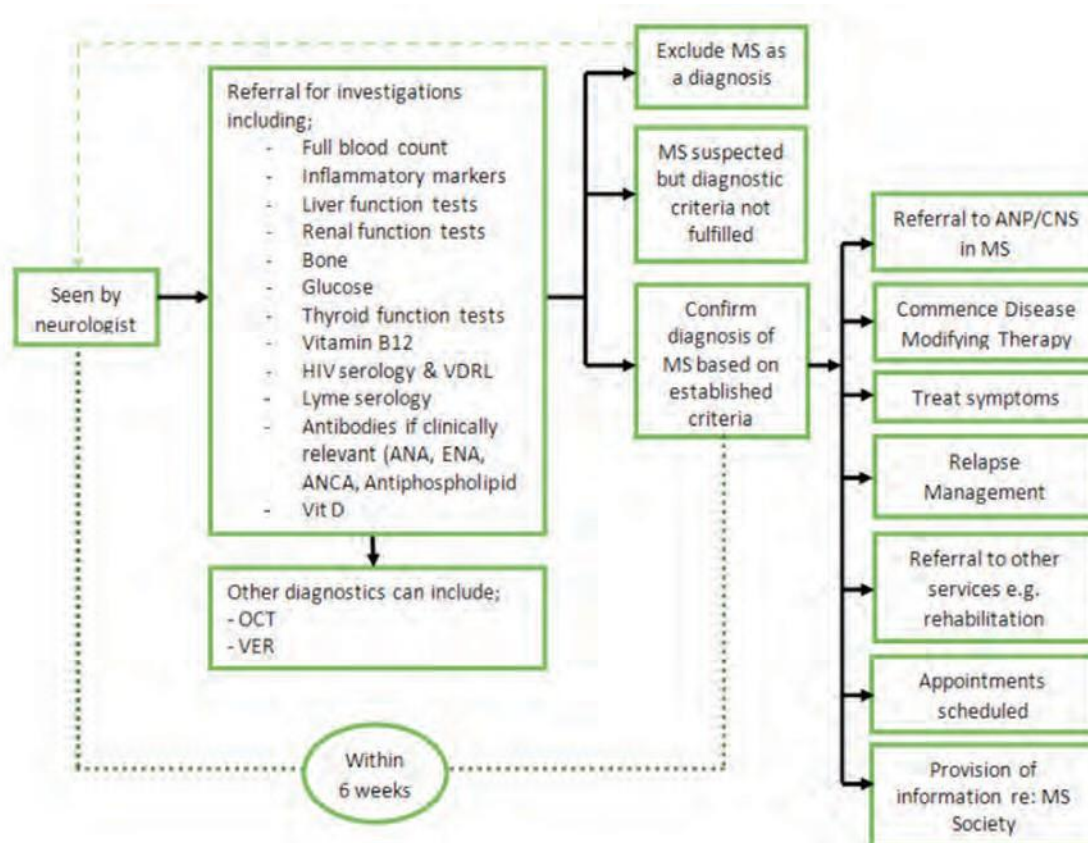 Seen by
neurologist
Referral for investigations
including;
- Full blood count
- Inflammatory markers
- Liver function tests
- Renal function tests
- Bone
- Glucose
- Thyroid function tests
- Vitamin B12
- HIV serology & VDRL
- Lyme serology
- Antibodies if clinically
relevant (ANA, ENA,
ANCA, Antiphospholipid
- Vit D
Other diagnostics can include;
- OCT
- VER
Within
6 weeks
Exclude MS as
a diagnosis
MS suspected
but diagnostic
criteria not
fulfilled
Confirm
diagnosis of
MS based on
established
criteria
Referral to ANP/CNS
in MS
Commence Disease
Modifying Therapy
Treat symptoms
Relapse
Management
Referral to other
services e.g.
rehabilitation
Appointments
scheduled
Provision of
information re: MS
Society